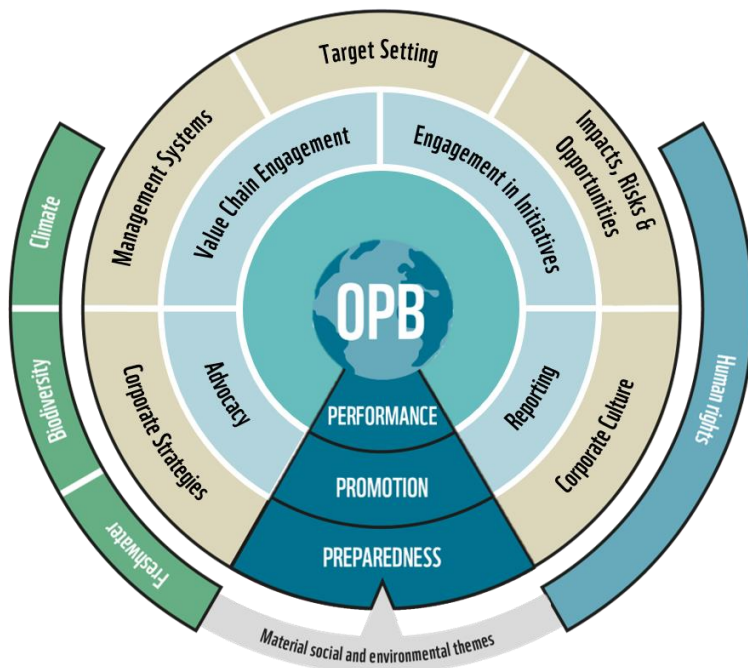 Target Setting
Management Systems
Impacts, Risks &
Opportunities
Value Chain Engagement
Engagement in Initiatives
Climate
Biodiversity
Freshwater
Human rights
OPB
Advocacy
Reporting
Corporate Strategies
Corporate Culture
PERFORMANCE
PROMOTION
PREPAREDNESS
Material social and environmental themes